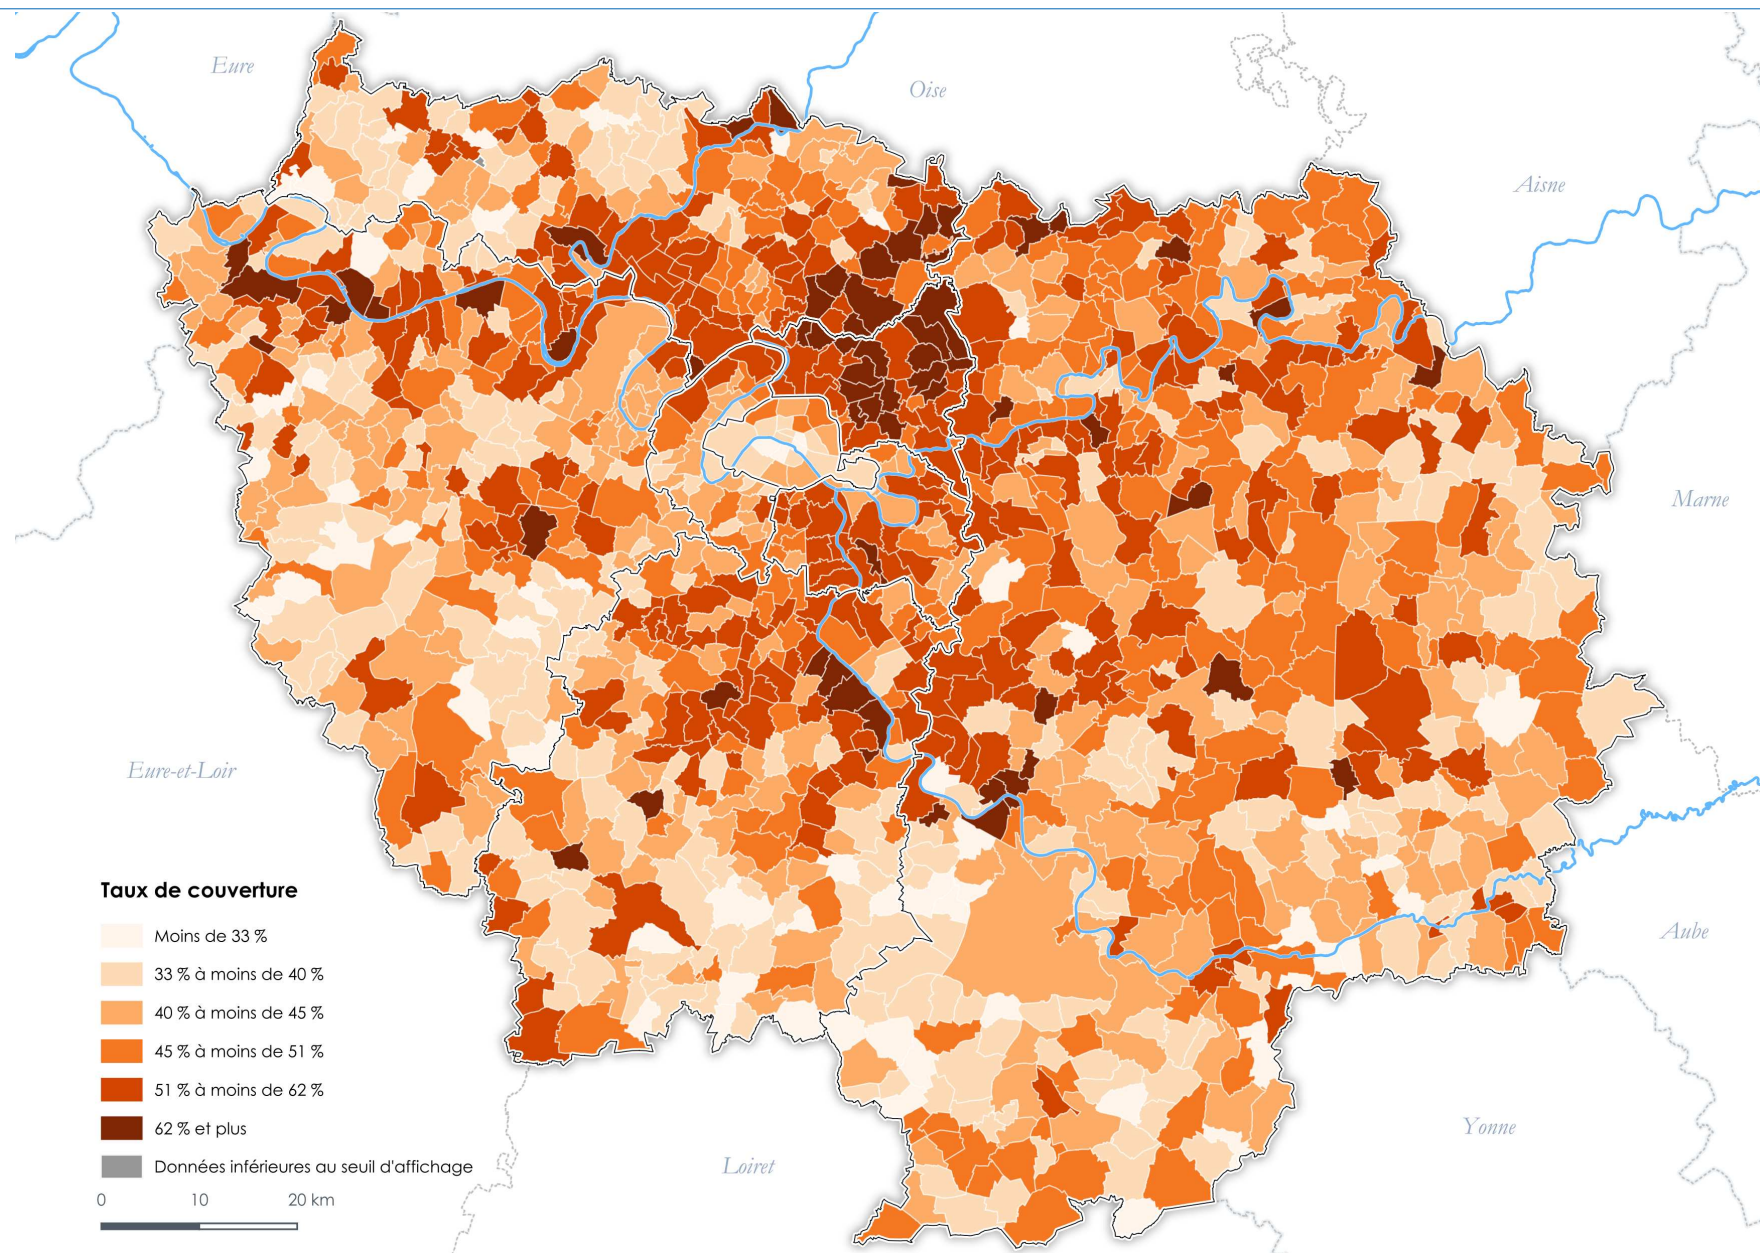 Eure
Oise
Aisne
Marne
Eure-et-Loir
Taux de couverture
Moins de 33 %
33 % à moins de 40 %
40 % à moins de 45 %
45 % à moins de 51 %
51 % à moins de 62 %
62 % et plus
Données inférieures au seuil d'affichage
0 10 20 km
Aube
Yonne
Loiret